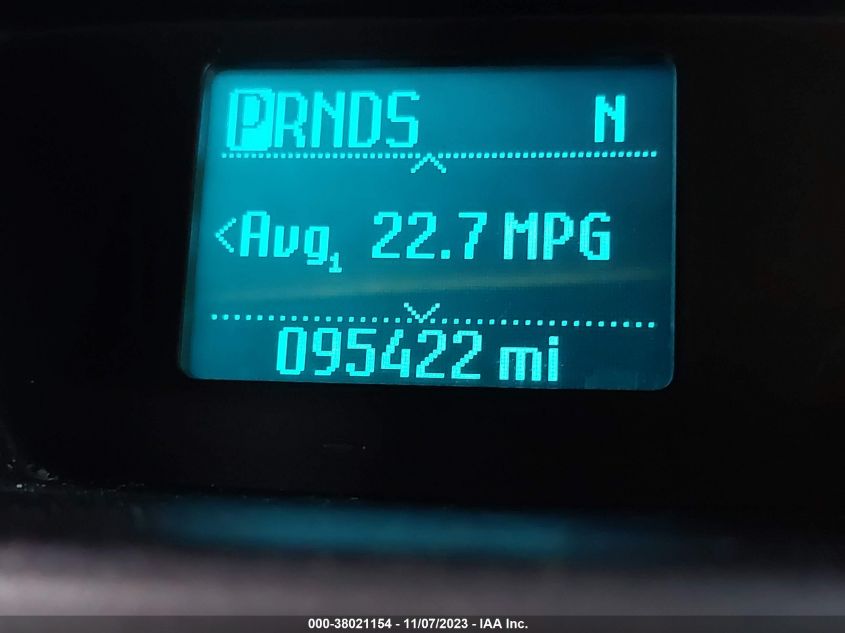 PRNDS N
<Avg1 22.7 MPG
095422 mi
000-38021154 - 11/07/2023 - IAA Inc.